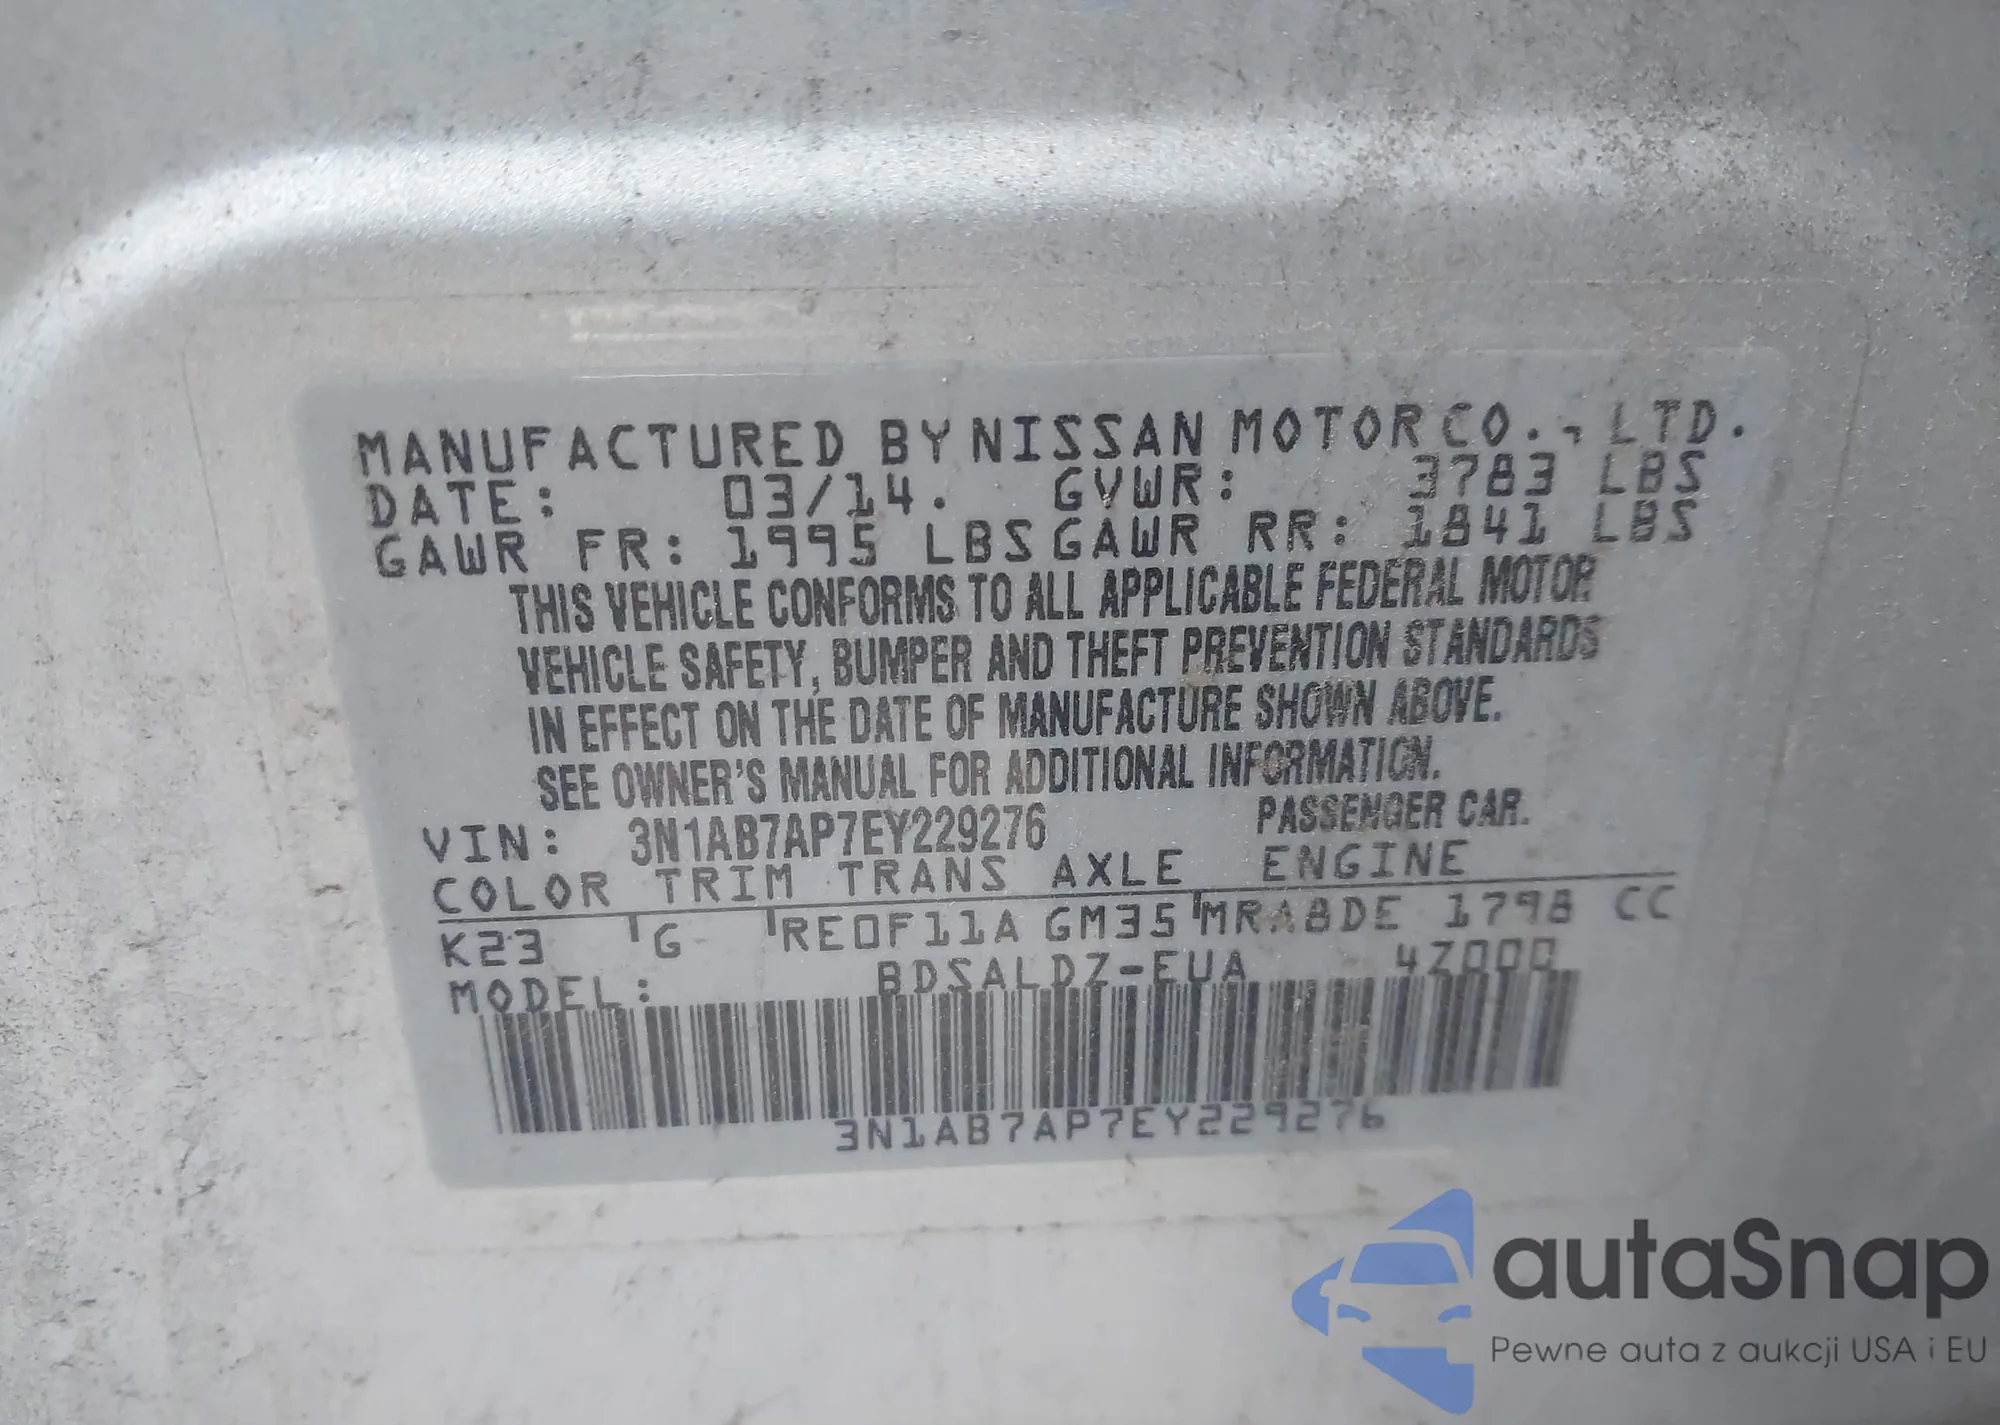 MANUFACTURED BY NISSAN MOTOR CO., LTD.
DATE: 03/14. GVWR: 3783 LBS
GAWR FR: 1995 LBS GAWR RR: 1841 LBS
THIS VEHICLE CONFORMS TO ALL APPLICABLE FEDERAL MOTOR
VEHICLE SAFETY, BUMPER AND THEFT PREVENTION STANDARDS
IN EFFECT ON THE DATE OF MANUFACTURE SHOWN ABOVE.
SEE OWNER'S MANUAL FOR ADDITIONAL INFORMATION.
VIN: 3N1AB7AP7EY229276 PASSENGER CAR.
COLOR TRIM TRANS AXLE ENGINE
K23 G RE0F11A GM35 MRA8DE 1798 CC
MODEL: BDSALDZ-EUA 4Z000
3N1AB7AP7EY229276
autaSnap
Pewne auta z aukcji USA i EU